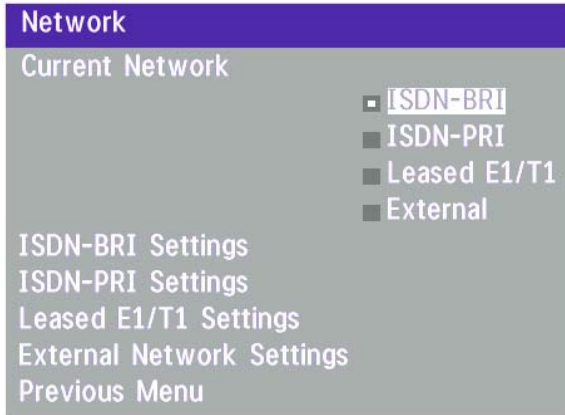 Network
Current Network
ISDN-BRI
ISDN-PRI
Leased E1/T1
External
ISDN-BRI Settings
ISDN-PRI Settings
Leased E1/T1 Settings
External Network Settings
Previous Menu